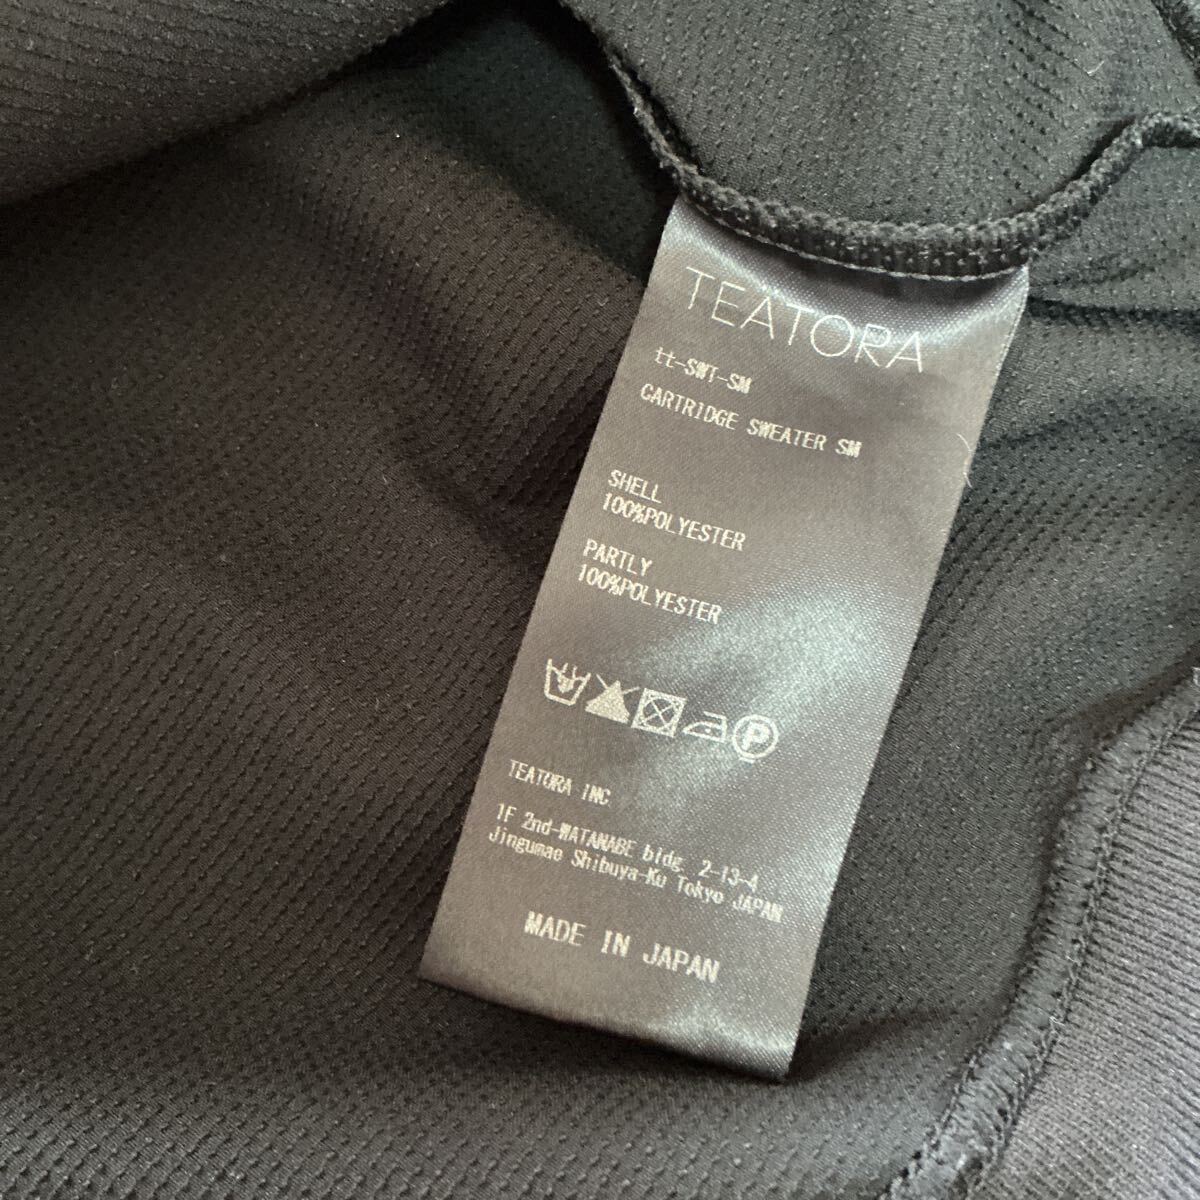 TEATORA
tt-SWT-SM
CARTRIDGE SWEATER SM
SHELL
100%POLYESTER
PARTLY
100%POLYESTER
P
TEATORA INC
1F 2nd-WATANABE bldg. 2-13-4
Jingumae Shibuya-Ku Tokyo JAPAN
MADE IN JAPAN